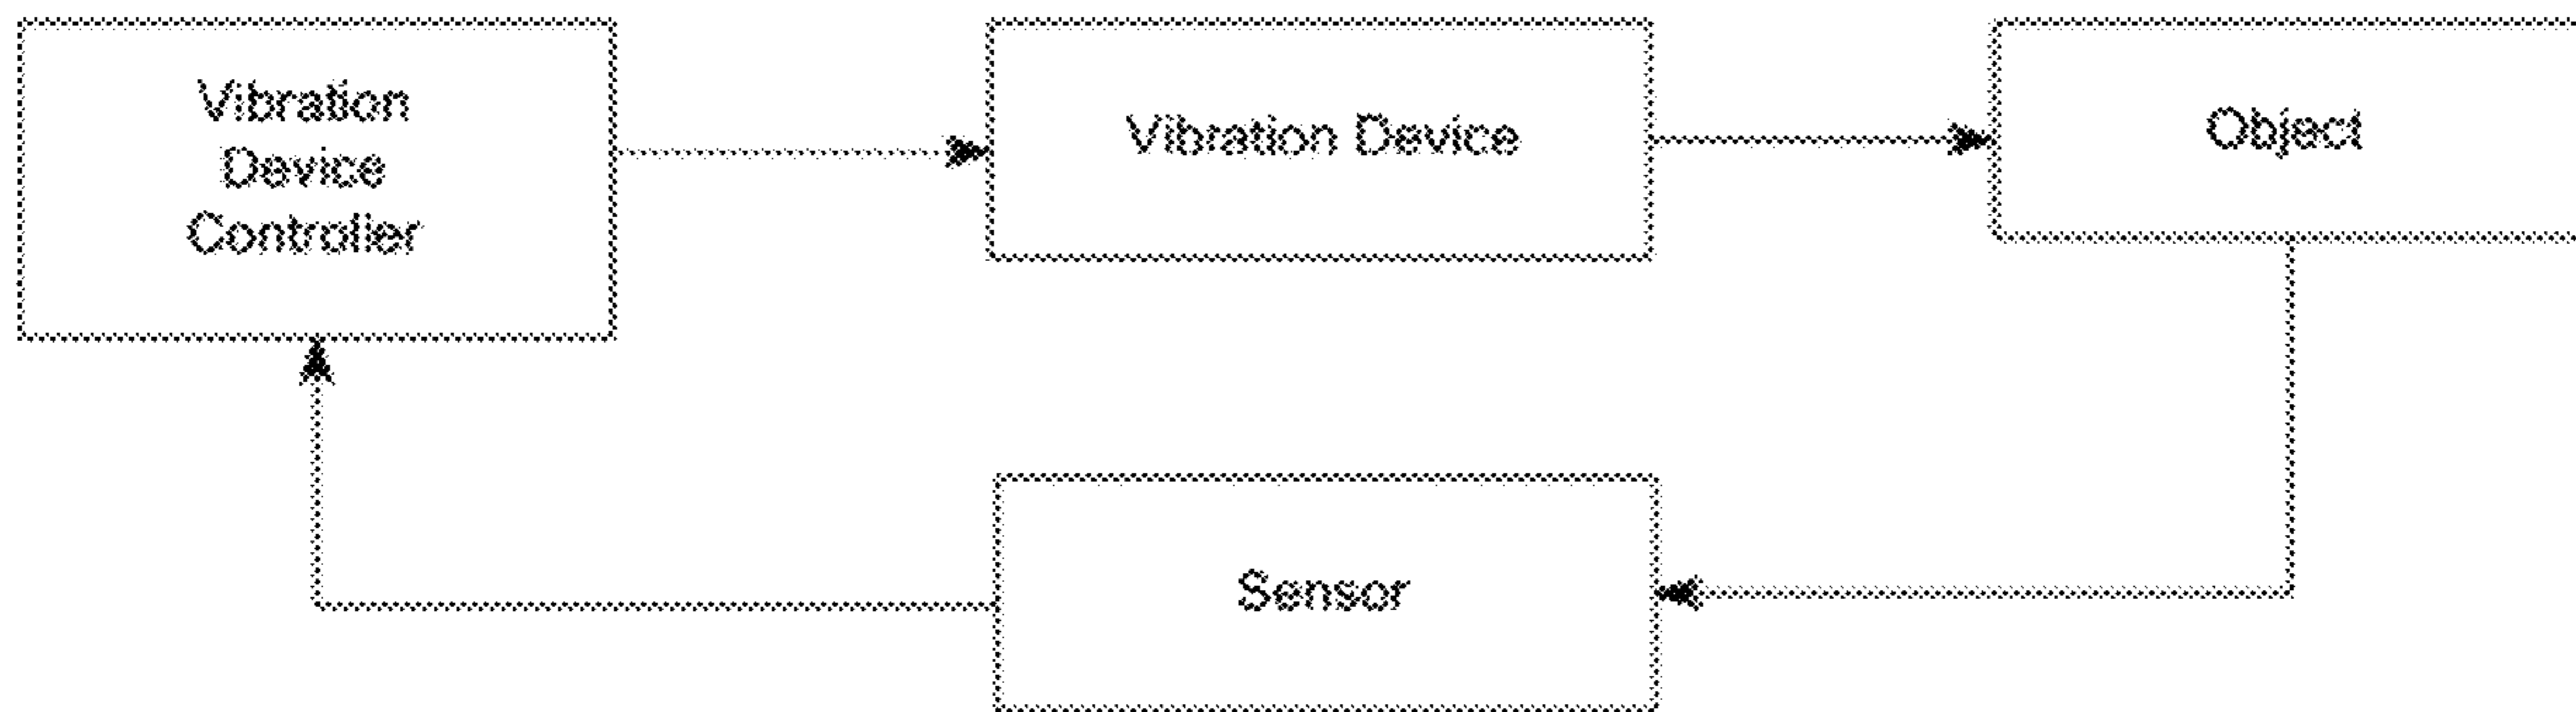 Vibration
Device
Controller
Vibration Device
Object
Sensor